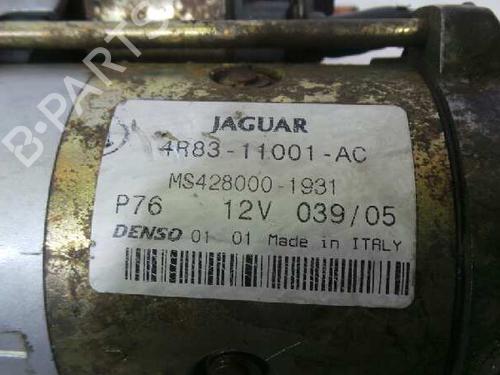 JAGUAR
4R83-11001-AC
MS428000-1931
P76 12V 039/05
DENSO 01 01 Made in ITALY
B-PARTS